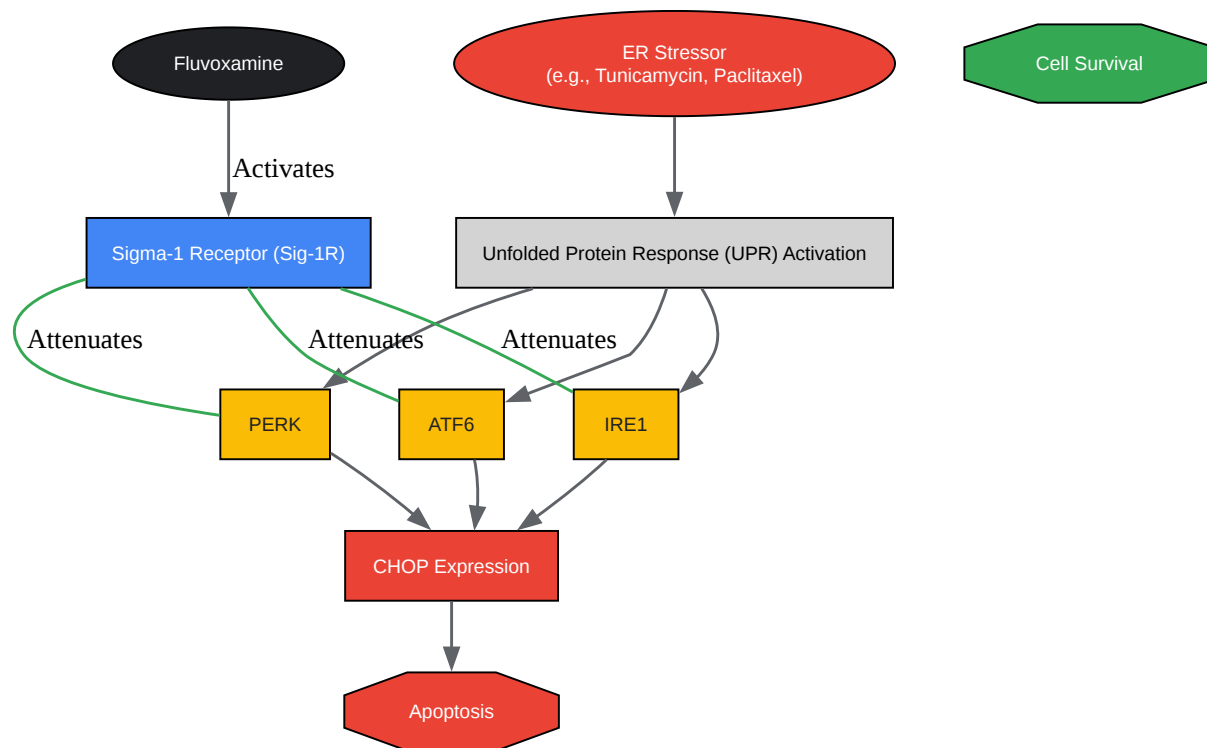 Fluvoxamine
ER Stressor
(e.g., Tunicamycin, Paclitaxel)
Cell Survival
Activates
Sigma-1 Receptor (Sig-1R)
Unfolded Protein Response (UPR) Activation
Attenuates
Attenuates
Attenuates
PERK
ATF6
IRE1
CHOP Expression
Apoptosis